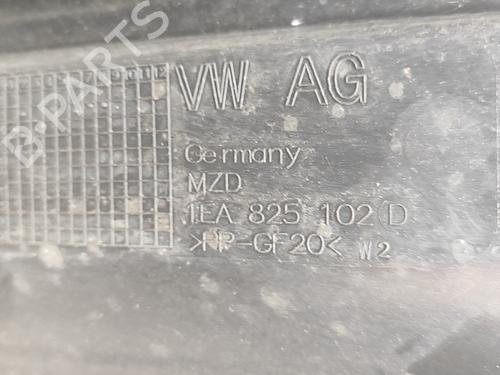 B-PARTS
VW AG
Germany
MZD
1EA 825 102 D
>PP-GF20< W2